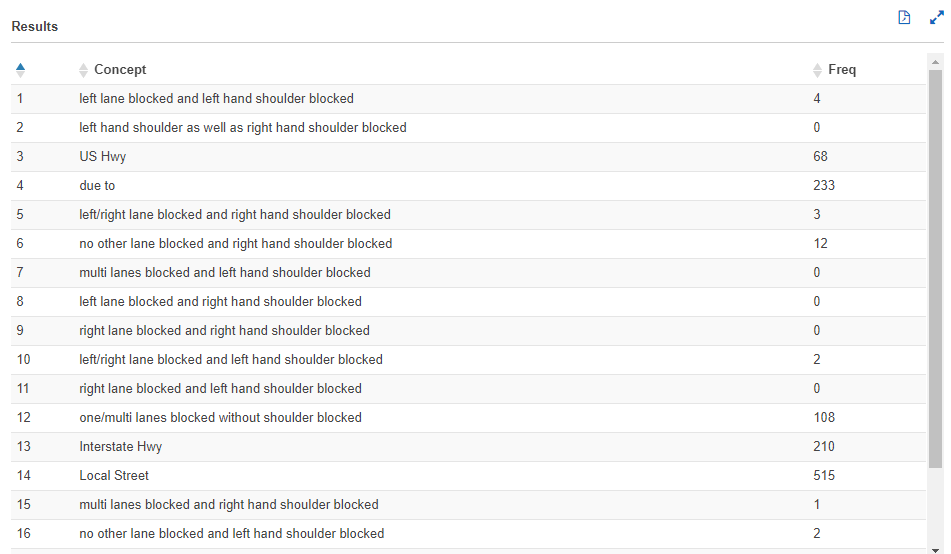 Results
Concept Freq
1 left lane blocked and left hand shoulder blocked 4
2 left hand shoulder as well as right hand shoulder blocked 0
3 US Hwy 68
4 due to 233
5 left/right lane blocked and right hand shoulder blocked 3
6 no other lane blocked and right hand shoulder blocked 12
7 multi lanes blocked and left hand shoulder blocked 0
8 left lane blocked and right hand shoulder blocked 0
9 right lane blocked and right hand shoulder blocked 0
10 left/right lane blocked and left hand shoulder blocked 2
11 right lane blocked and left hand shoulder blocked 0
12 one/multi lanes blocked without shoulder blocked 108
13 Interstate Hwy 210
14 Local Street 515
15 multi lanes blocked and right hand shoulder blocked 1
16 no other lane blocked and left hand shoulder blocked 2